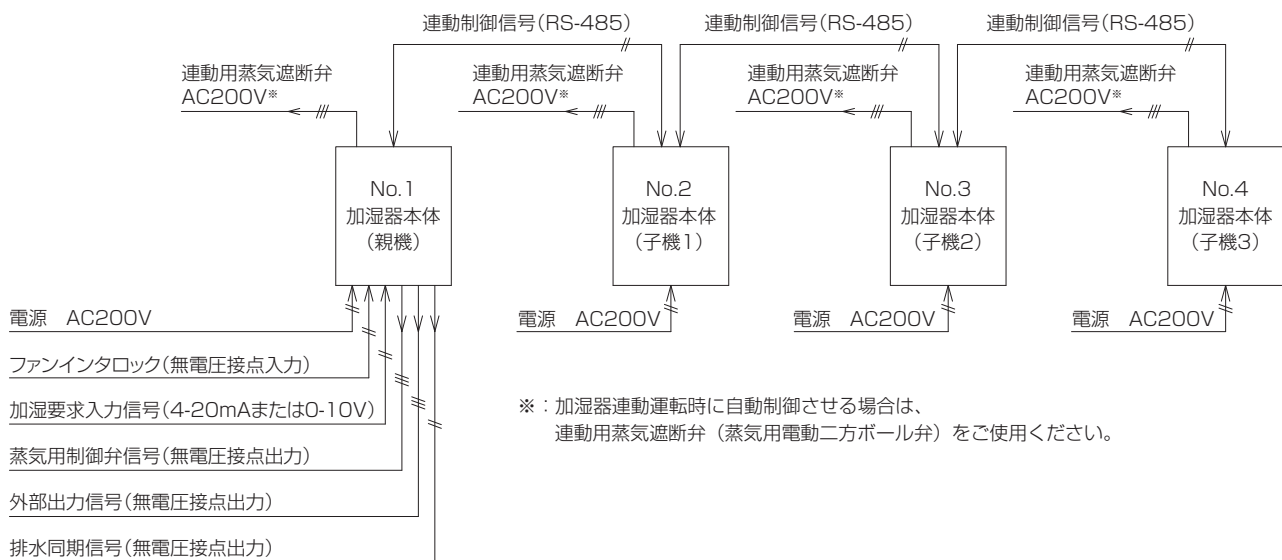 連動制御信号(RS-485)
連動制御信号(RS-485)
連動制御信号(RS-485)
連動用蒸気遮断弁
AC200V※
連動用蒸気遮断弁
AC200V※
連動用蒸気遮断弁
AC200V※
連動用蒸気遮断弁
AC200V※
No.1
加湿器本体
(親機)
No.2
加湿器本体
(子機1)
No.3
加湿器本体
(子機2)
No.4
加湿器本体
(子機3)
電源 AC200V
電源 AC200V
電源 AC200V
電源 AC200V
ファンインタロック(無電圧接点入力)
加湿要求入力信号(4-20mAまたは0-10V)
蒸気用制御弁信号(無電圧接点出力)
外部出力信号(無電圧接点出力)
排水同期信号(無電圧接点出力)
※：加湿器連動運転時に自動制御させる場合は、
連動用蒸気遮断弁（蒸気用電動二方ボール弁）をご使用ください。